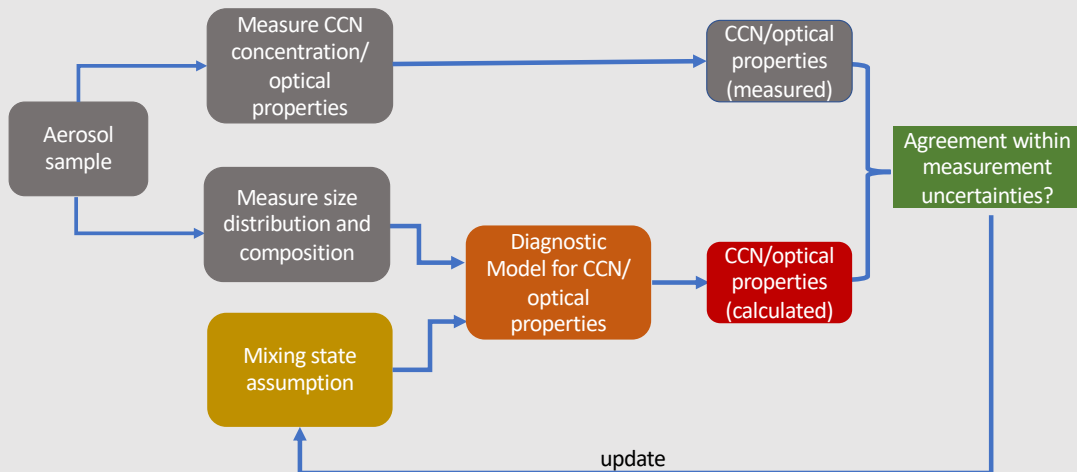 Measure CCN
concentration/
optical
properties
CCN/optical
properties
(measured)
Aerosol
sample
Agreement within
measurement
uncertainties?
Measure size
distribution and
composition
Diagnostic
Model for CCN/
optical
properties
CCN/optical
properties
(calculated)
Mixing state
assumption
update